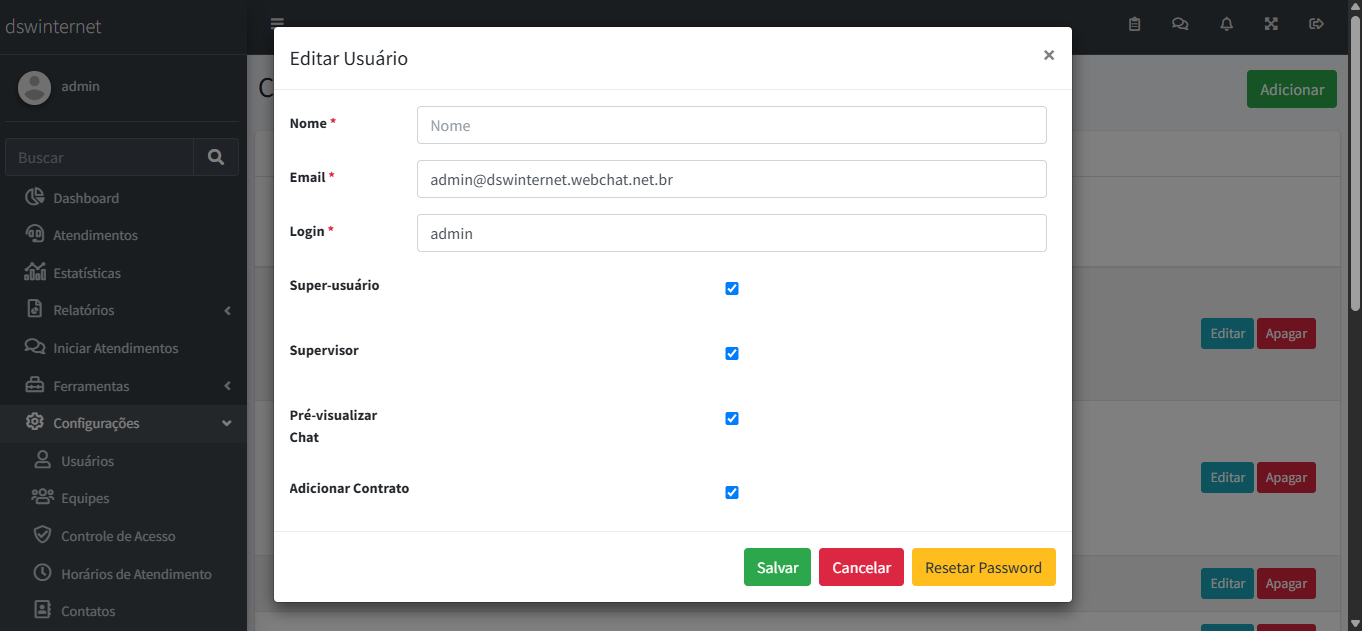 dswinternet
admin
Buscar
Dashboard
Atendimentos
Estatísticas
Relatórios
Iniciar Atendimentos
Ferramentas
Configurações
Usuários
Equipes
Controle de Acesso
Horários de Atendimento
Contatos
C
Adicionar
Editar Usuário
×
Nome *
Nome
Email *
admin@dswinternet.webchat.net.br
Login *
admin
Super-usuário
Supervisor
Pré-visualizar
Chat
Adicionar Contrato
Salvar Cancelar Resetar Password
Editar Apagar
Editar Apagar
Editar Apagar